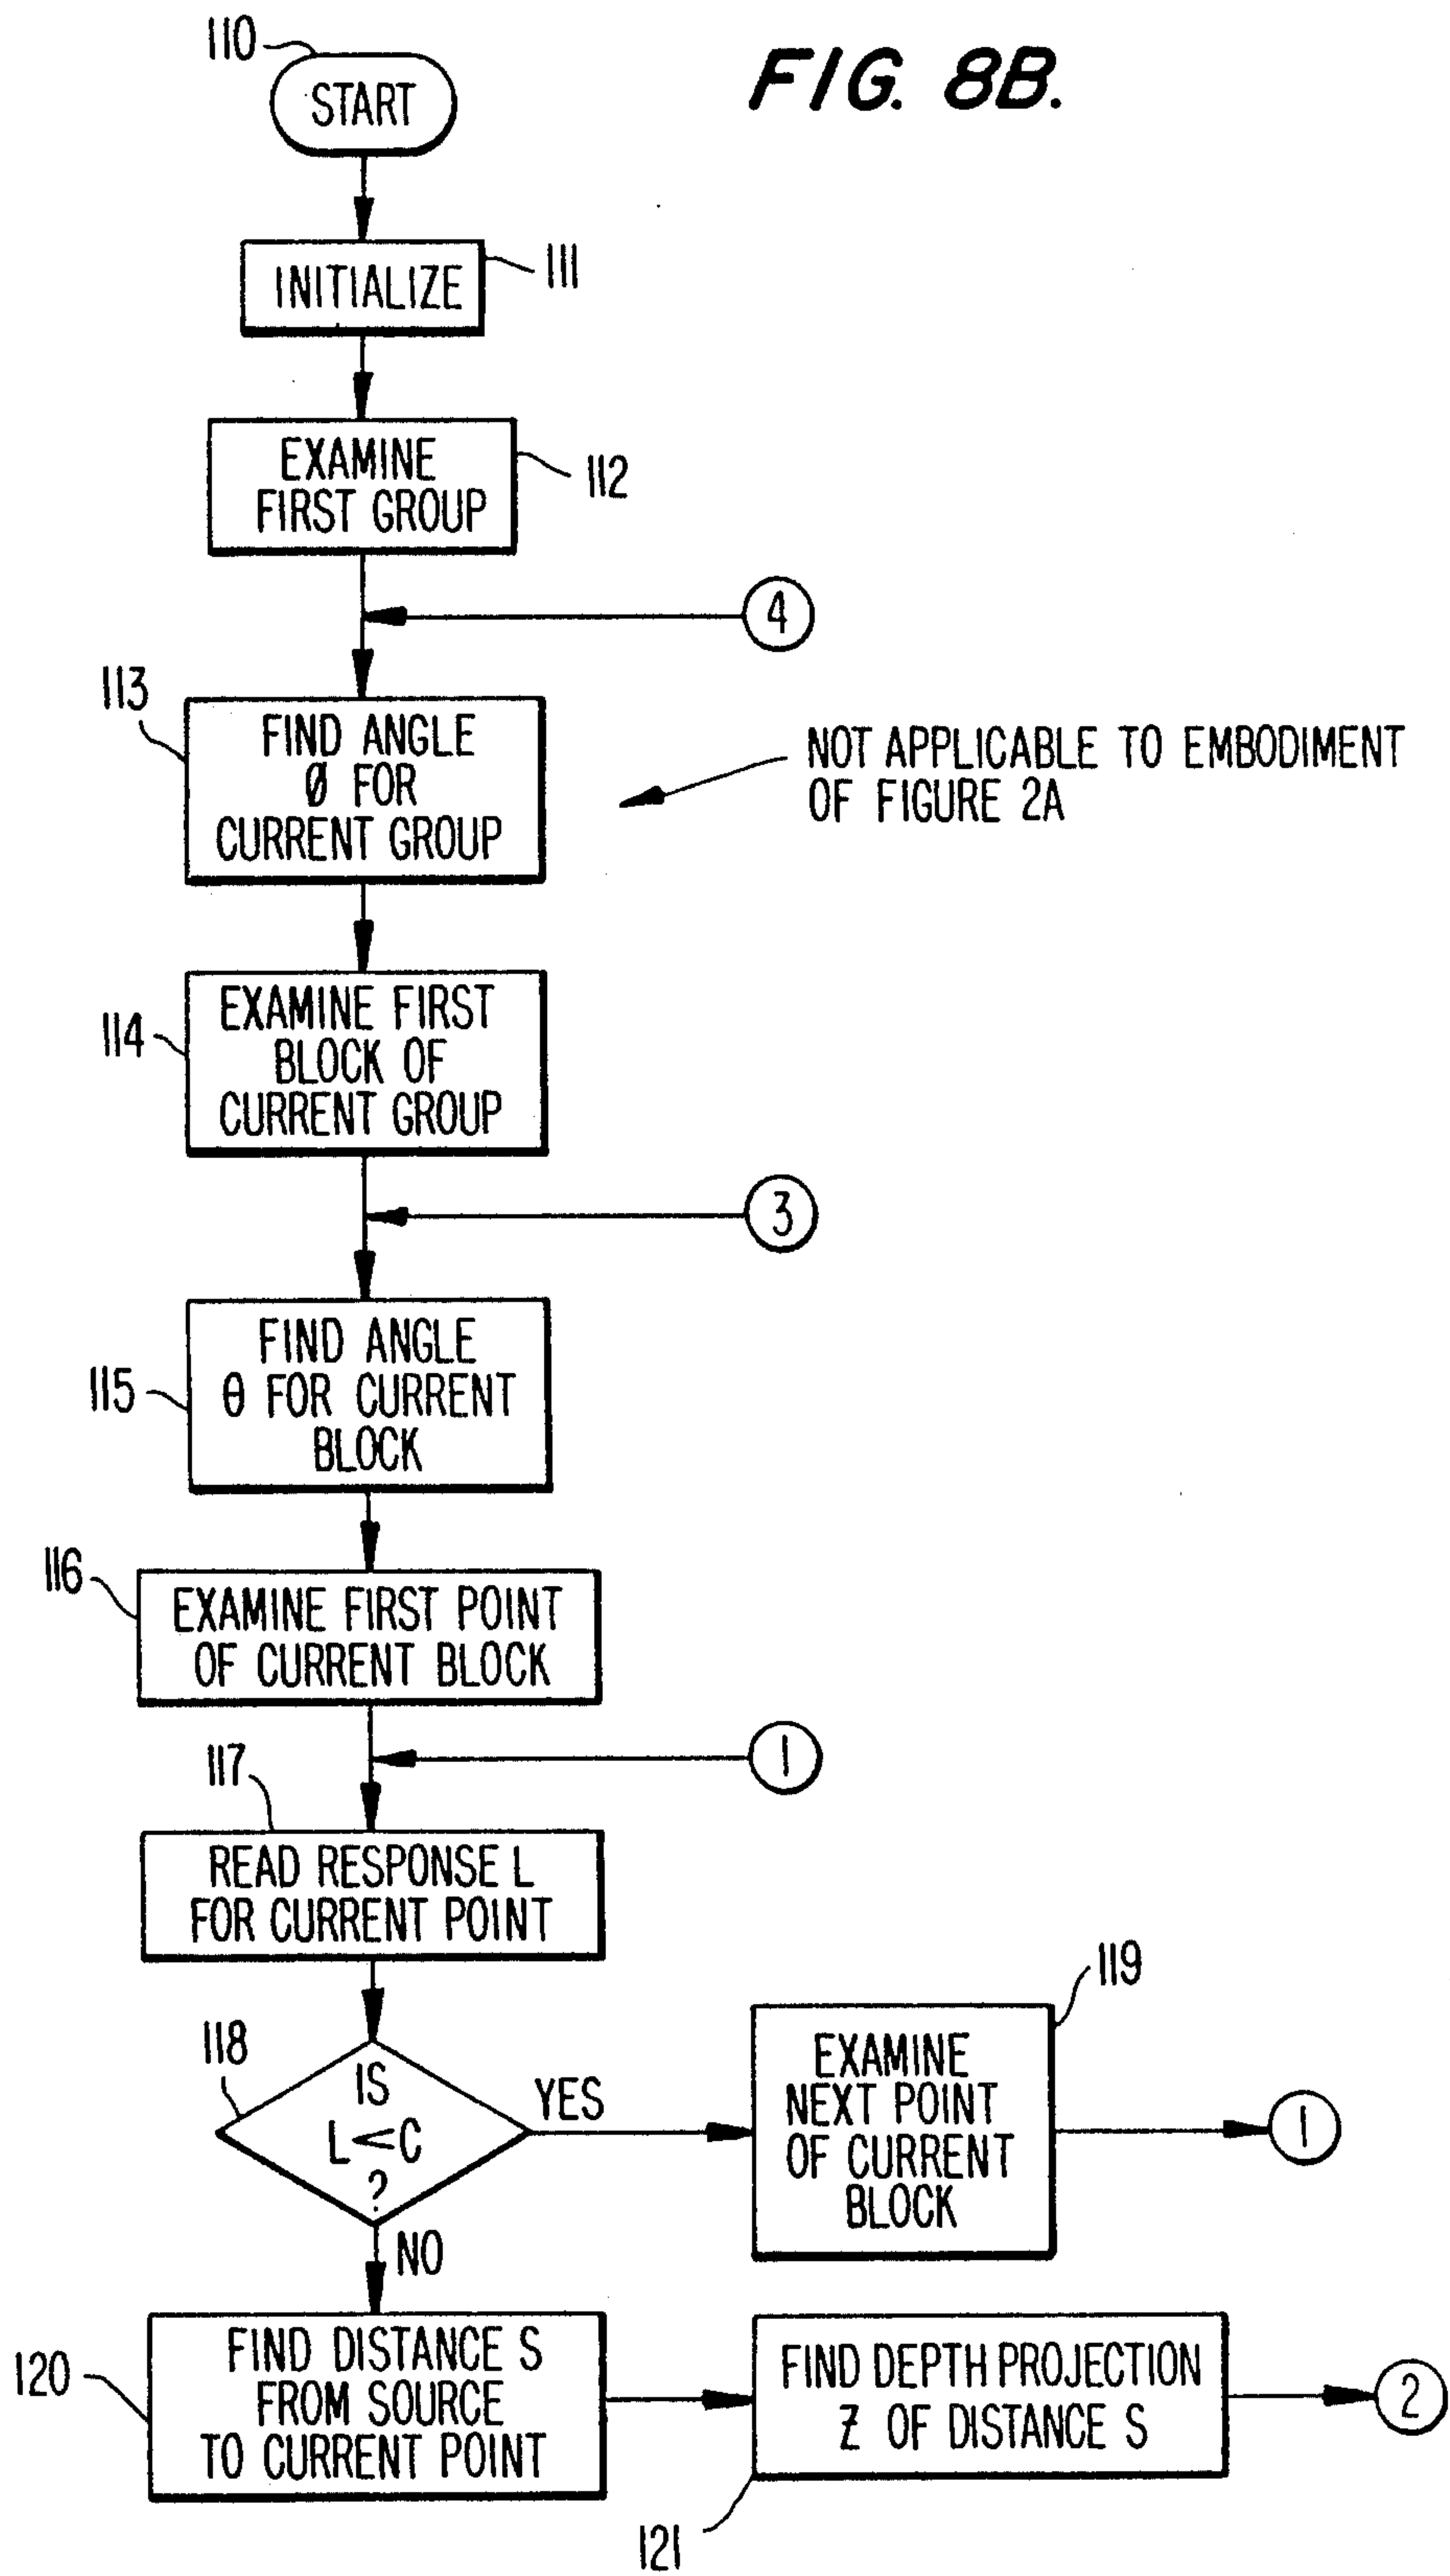 110
START
FIG. 8B.
INITIALIZE
111
EXAMINE
FIRST GROUP
112
4
113
FIND ANGLE
Ø FOR
CURRENT GROUP
NOT APPLICABLE TO EMBODIMENT
OF FIGURE 2A
114
EXAMINE FIRST
BLOCK OF
CURRENT GROUP
3
115
FIND ANGLE
θ FOR CURRENT
BLOCK
116
EXAMINE FIRST POINT
OF CURRENT BLOCK
1
117
READ RESPONSE L
FOR CURRENT POINT
118
IS
L<C
?
YES
119
EXAMINE
NEXT POINT
OF CURRENT
BLOCK
1
NO
120
FIND DISTANCE S
FROM SOURCE
TO CURRENT POINT
FIND DEPTH PROJECTION
Z OF DISTANCE S
2
121